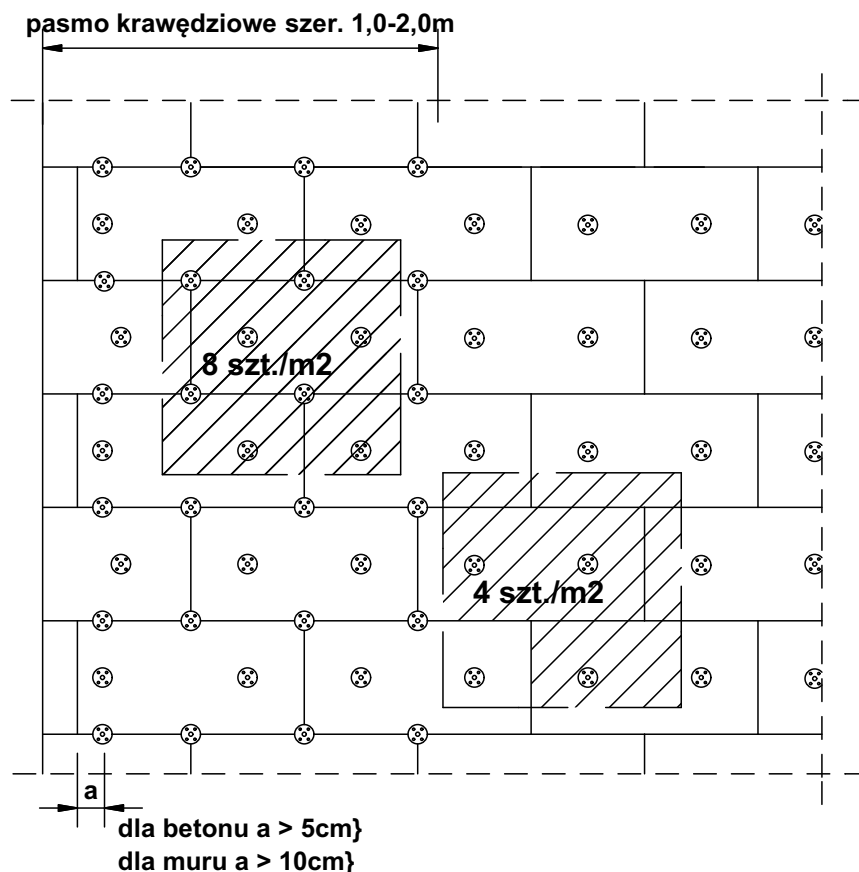 pasmo krawędziowe szer. 1,0-2,0m
8 szt./m2
4 szt./m2
a
dla betonu a > 5cm}
dla muru a > 10cm}